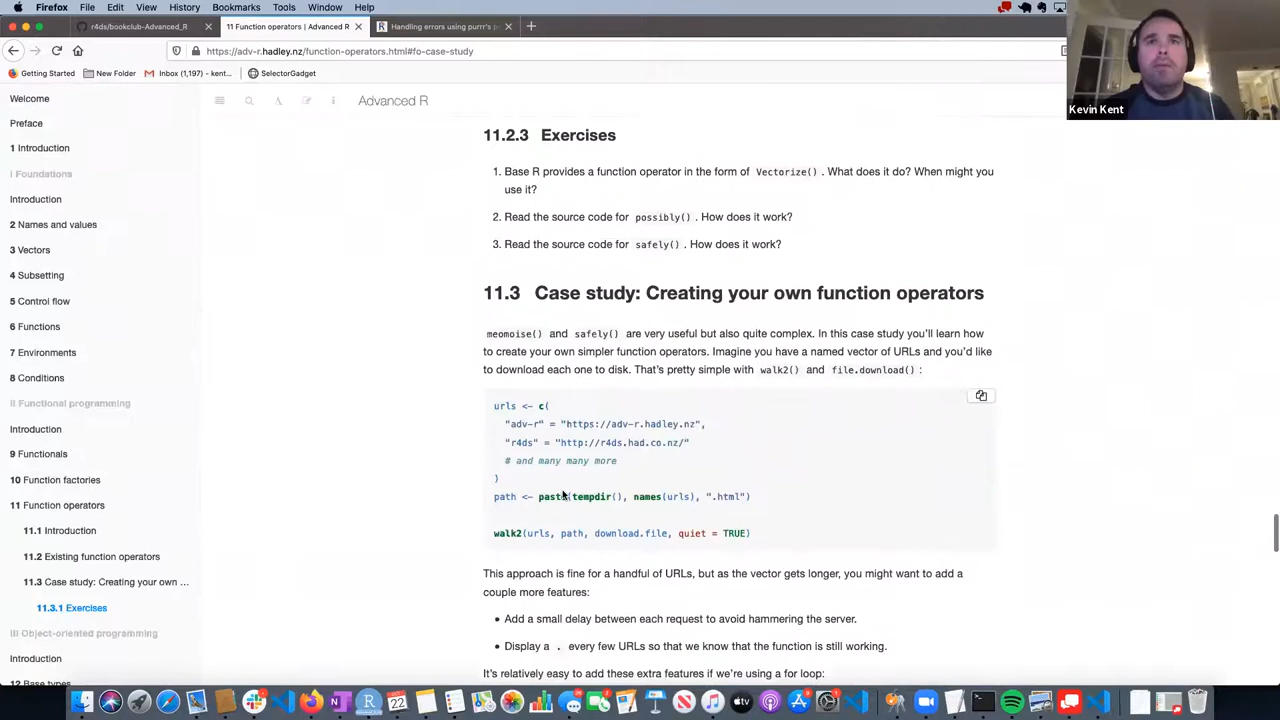 Firefox File Edit View History Bookmarks Tools Window Help
r4ds/bookclub-Advanced_R
11 Function operators | Advanced R
Handling errors using purrr's p
https://adv-r.hadley.nz/function-operators.html#fo-case-study
Getting Started New Folder Inbox (1,197) - kent... SelectorGadget
Kevin Kent
Welcome
Preface
1 Introduction
I Foundations
Introduction
2 Names and values
3 Vectors
4 Subsetting
5 Control flow
6 Functions
7 Environments
8 Conditions
II Functional programming
Introduction
9 Functionals
10 Function factories
11 Function operators
11.1 Introduction
11.2 Existing function operators
11.3 Case study: Creating your own ...
11.3.1 Exercises
III Object-oriented programming
Introduction
12 Base types
Advanced R
11.2.3 Exercises
1. Base R provides a function operator in the form of Vectorize() . What does it do? When might you
use it?
2. Read the source code for possibly() . How does it work?
3. Read the source code for safely() . How does it work?
11.3 Case study: Creating your own function operators
meomoise() and safely() are very useful but also quite complex. In this case study you'll learn how
to create your own simpler function operators. Imagine you have a named vector of URLs and you'd like
to download each one to disk. That's pretty simple with walk2() and file.download() :
urls <- c(
"adv-r" = "https://adv-r.hadley.nz",
"r4ds" = "http://r4ds.had.co.nz/"
# and many many more
)
path <- paste(tempdir(), names(urls), ".html")
walk2(urls, path, download.file, quiet = TRUE)
This approach is fine for a handful of URLs, but as the vector gets longer, you might want to add a
couple more features:
• Add a small delay between each request to avoid hammering the server.
• Display a . every few URLs so that we know that the function is still working.
It's relatively easy to add these extra features if we're using a for loop: